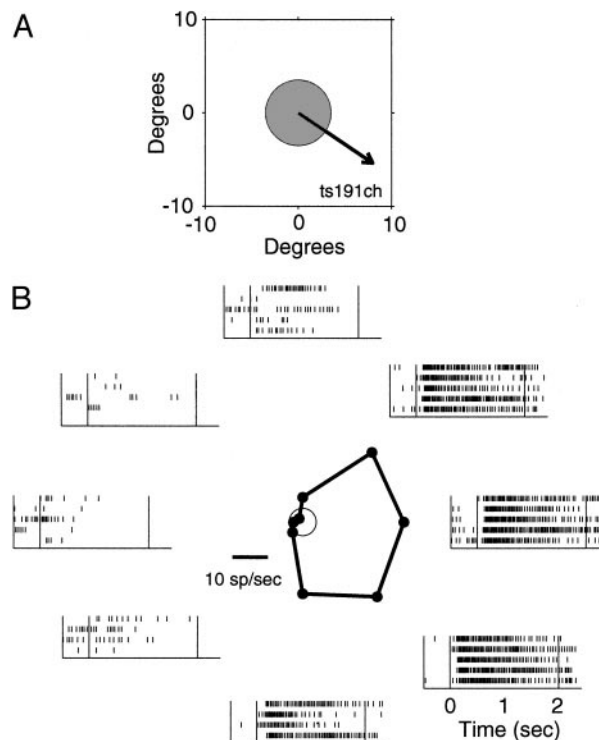 A
10
Degrees
0
ts191ch
-10
-10 0 10
Degrees
B
10 sp/sec
0 1 2
Time (sec)